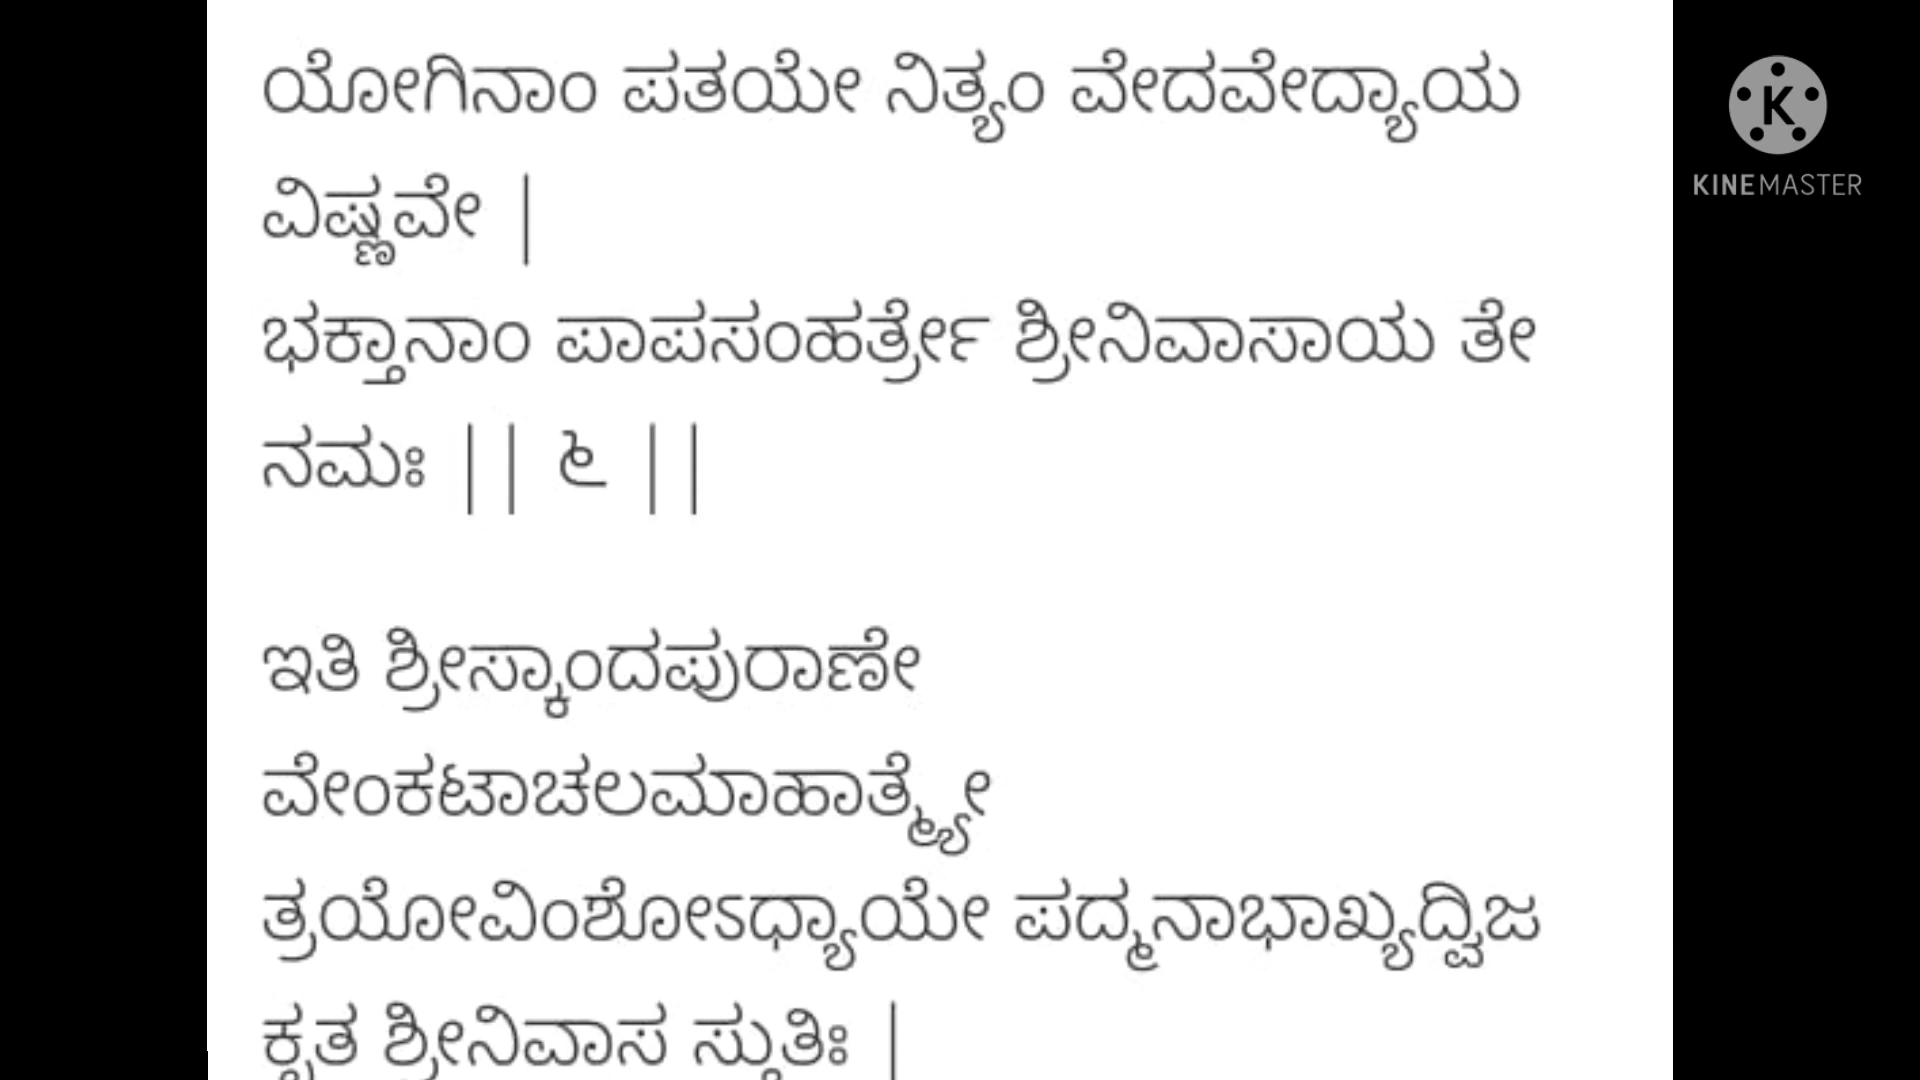 ಯೋಗಿನಾಂ ಪತಯೇ ನಿತ್ಯಂ ವೇದವೇದ್ಯಾಯ
ವಿಷ್ಣವೇ |
ಭಕ್ತಾನಾಂ ಪಾಪಸಂಹರ್ತ್ರೇ ಶ್ರೀನಿವಾಸಾಯ ತೇ
ನಮಃ || ೬ ||
ಇತಿ ಶ್ರೀಸ್ಕಾಂದಪುರಾಣೇ
ವೇಂಕಟಾಚಲಮಾಹಾತ್ಮ್ಯೇ
ತ್ರಯೋವಿಂಶೋಽಧ್ಯಾಯೇ ಪದ್ಮನಾಭಾಖ್ಯದ್ವಿಜ
ಕೃತ ಶ್ರೀನಿವಾಸ ಸ್ತುತಿಃ |
K
KINEMASTER